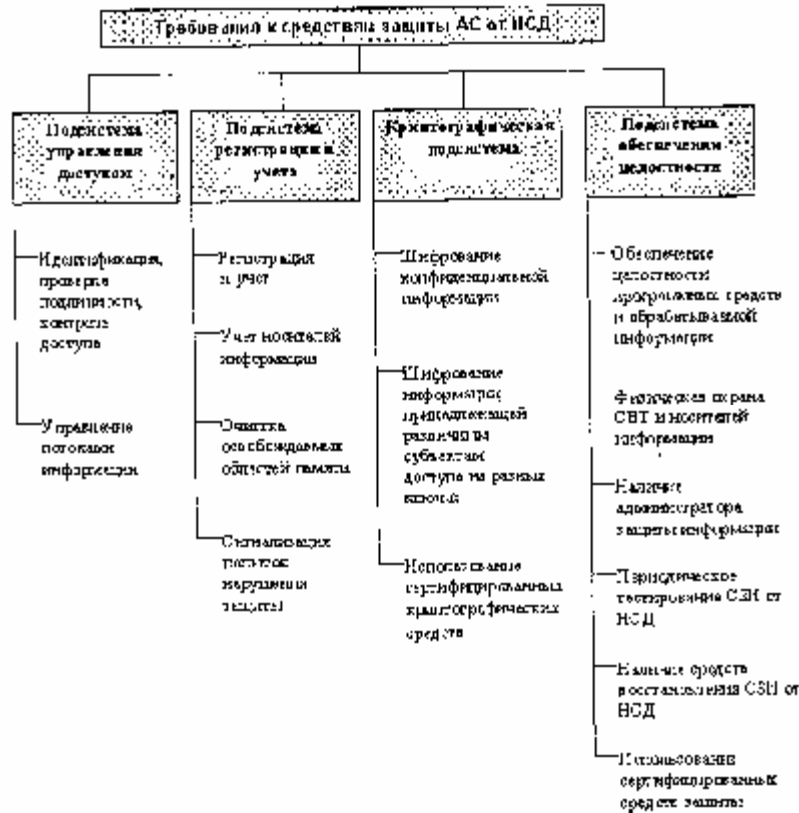 Требования к средствам защиты АС от НСД
Подсистема
управления
доступом
Подсистема
регистрации и
учета
Криптографическая
подсистема
Подсистема
обеспечения
целостности
Идентификация,
проверка
подлинности,
контроль
доступа
Управление
потоками
информации
Регистрация
и учет
Учет носителей
информации
Очистка
освобождаемых
областей памяти
Сигнализация
попыток
нарушения
защиты
Шифрование
конфиденциальной
информации
Шифрование
информации,
принадлежащей
различным
субъектам
доступа на разных
ключах
Использование
сертифицированных
криптографических
средств
Обеспечение
целостности
программных средств
и обрабатываемой
информации
Физическая охрана
СВТ и носителей
информации
Наличие
администратора
защиты информации
Периодическое
тестирование СЗИ от
НСД
Наличие средств
восстановления СЗИ от
НСД
Использование
сертифицированных
средств защиты